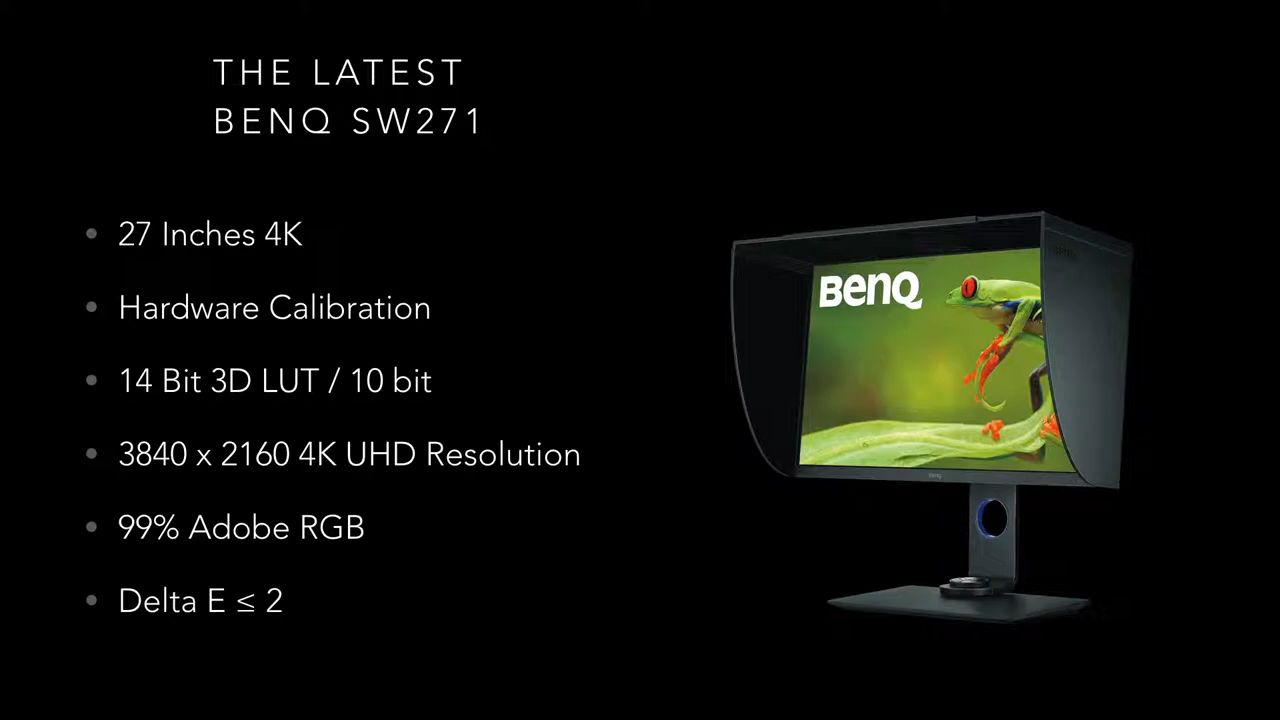 THE LATEST
BENQ SW271
• 27 Inches 4K
• Hardware Calibration
• 14 Bit 3D LUT / 10 bit
• 3840 x 2160 4K UHD Resolution
• 99% Adobe RGB
• Delta E ≤ 2
BenQ
BenQ